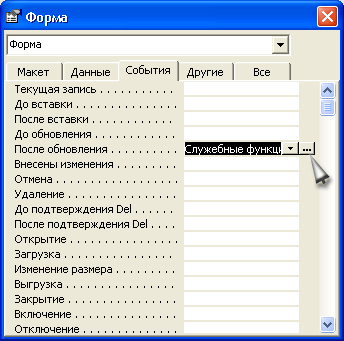 Форма
Форма
Макет Данные События Другие Все
Текущая запись . . . . . . . . . . . .
До вставки . . . . . . . . . . . . . . . .
После вставки . . . . . . . . . . . . .
До обновления . . . . . . . . . . . . .
После обновления . . . . . . . . . . Служебные функц ...
Внесены изменения . . . . . . . . .
Отмена . . . . . . . . . . . . . . . . . . .
Удаление . . . . . . . . . . . . . . . . .
До подтверждения Del . . . . . .
После подтверждения Del . . . .
Открытие . . . . . . . . . . . . . . . . .
Загрузка . . . . . . . . . . . . . . . . .
Изменение размера . . . . . . . . .
Выгрузка . . . . . . . . . . . . . . . . .
Закрытие . . . . . . . . . . . . . . . . .
Включение . . . . . . . . . . . . . . . .
Отключение . . . . . . . . . . . . . . .